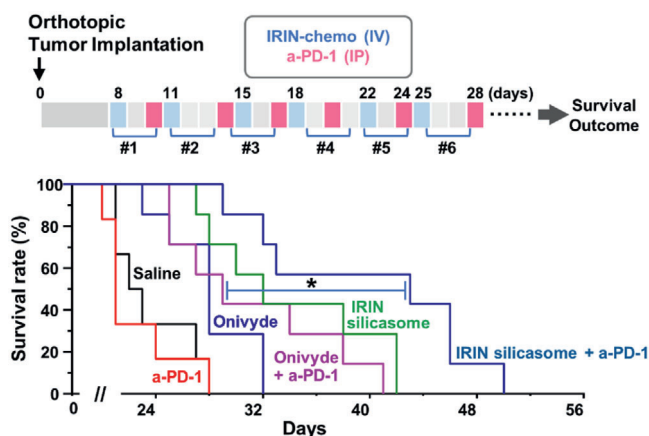 Orthotopic
Tumor Implantation
IRIN-chemo (IV)
a-PD-1 (IP)
0 8 11 15 18 22 24 25 28 (days)
Survival
Outcome
#1 #2 #3 #4 #5 #6
Survival rate (%)
100
80
60
40
20
0
Saline
a-PD-1
Onivyde
Onivyde
+ a-PD-1
*
IRIN
silicasome
IRIN silicasome + a-PD-1
0 // 24 32 40 48 56
Days